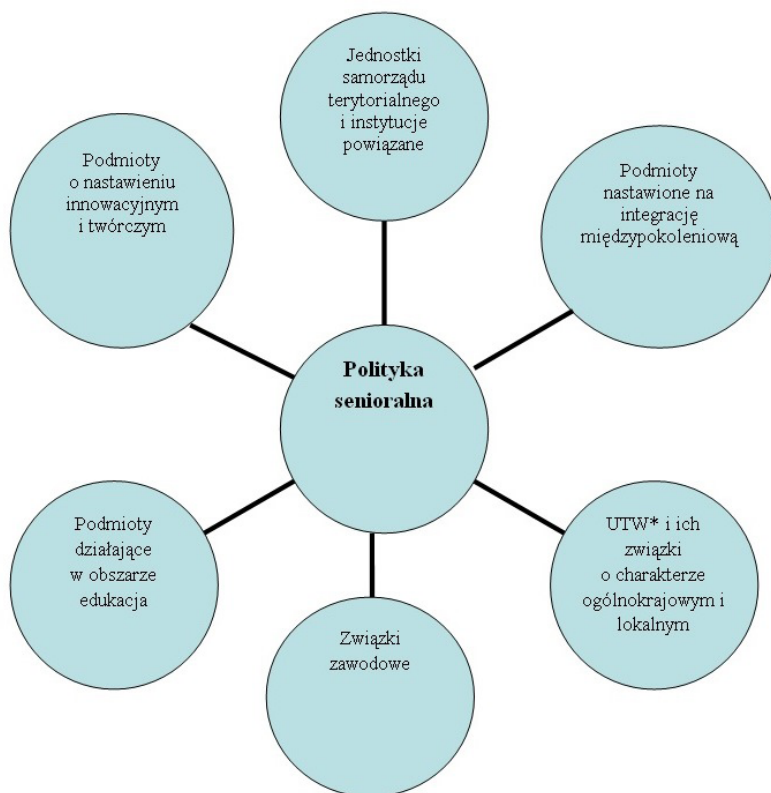 Jednostki
samorządu
terytorialnego
i instytucje
powiązane
Podmioty
o nastawieniu
innowacyjnym
i twórczym
Podmioty
nastawione na
integrację
międzypokoleniową
Polityka
senioralna
Podmioty
działające
w obszarze
edukacja
UTW* i ich
związki
o charakterze
ogólnokrajowym i
lokalnym
Związki
zawodowe